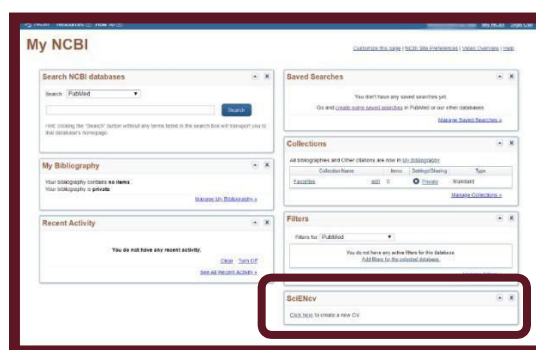 My NCBI
Customize this page | NCBI Site Preferences | Video Overview | Help
Search NCBI databases
Search PubMed
Search
Hint: clicking the "Search" button without any terms listed in the search box will transport you to
that database's homepage.
My Bibliography
Your bibliography contains no items.
Your bibliography is private.
Manage My Bibliography »
Recent Activity
You do not have any recent activity.
Clear Turn Off
See All Recent Activity »
Saved Searches
You don't have any saved searches yet.
Go and create some saved searches in PubMed or our other databases.
Manage Saved Searches »
Collections
All bibliographies and Other citations are now in My Bibliography
Collection Name Items Settings/Sharing Type
Favorites edit 0 Private Standard
Manage Collections »
Filters
Filters for: PubMed
You do not have any active filters for this database.
Add filters for the selected database.
SciENcv
Click here to create a new CV.